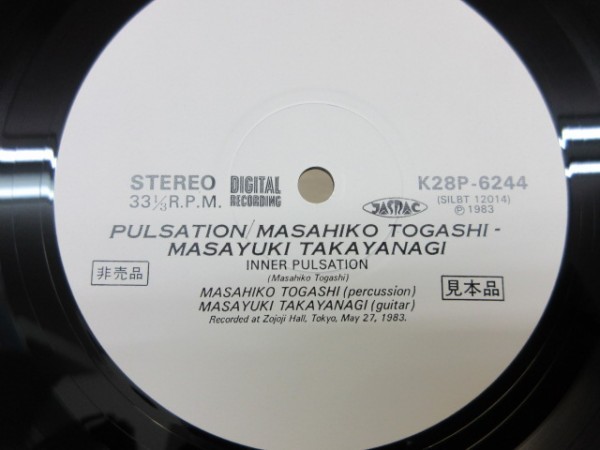 STEREO
33⅓ R.P.M.
DIGITAL
RECORDING
JASRAC
K28P-6244
(SILBT 12014)
Ⓟ 1983
PULSATION/MASAHIKO TOGASHI-
MASAYUKI TAKAYANAGI
INNER PULSATION
(Masahiko Togashi)
非売品
MASAHIKO TOGASHI (percussion)
MASAYUKI TAKAYANAGI (guitar)
見本品
Recorded at Zojoji Hall, Tokyo, May 27, 1983.